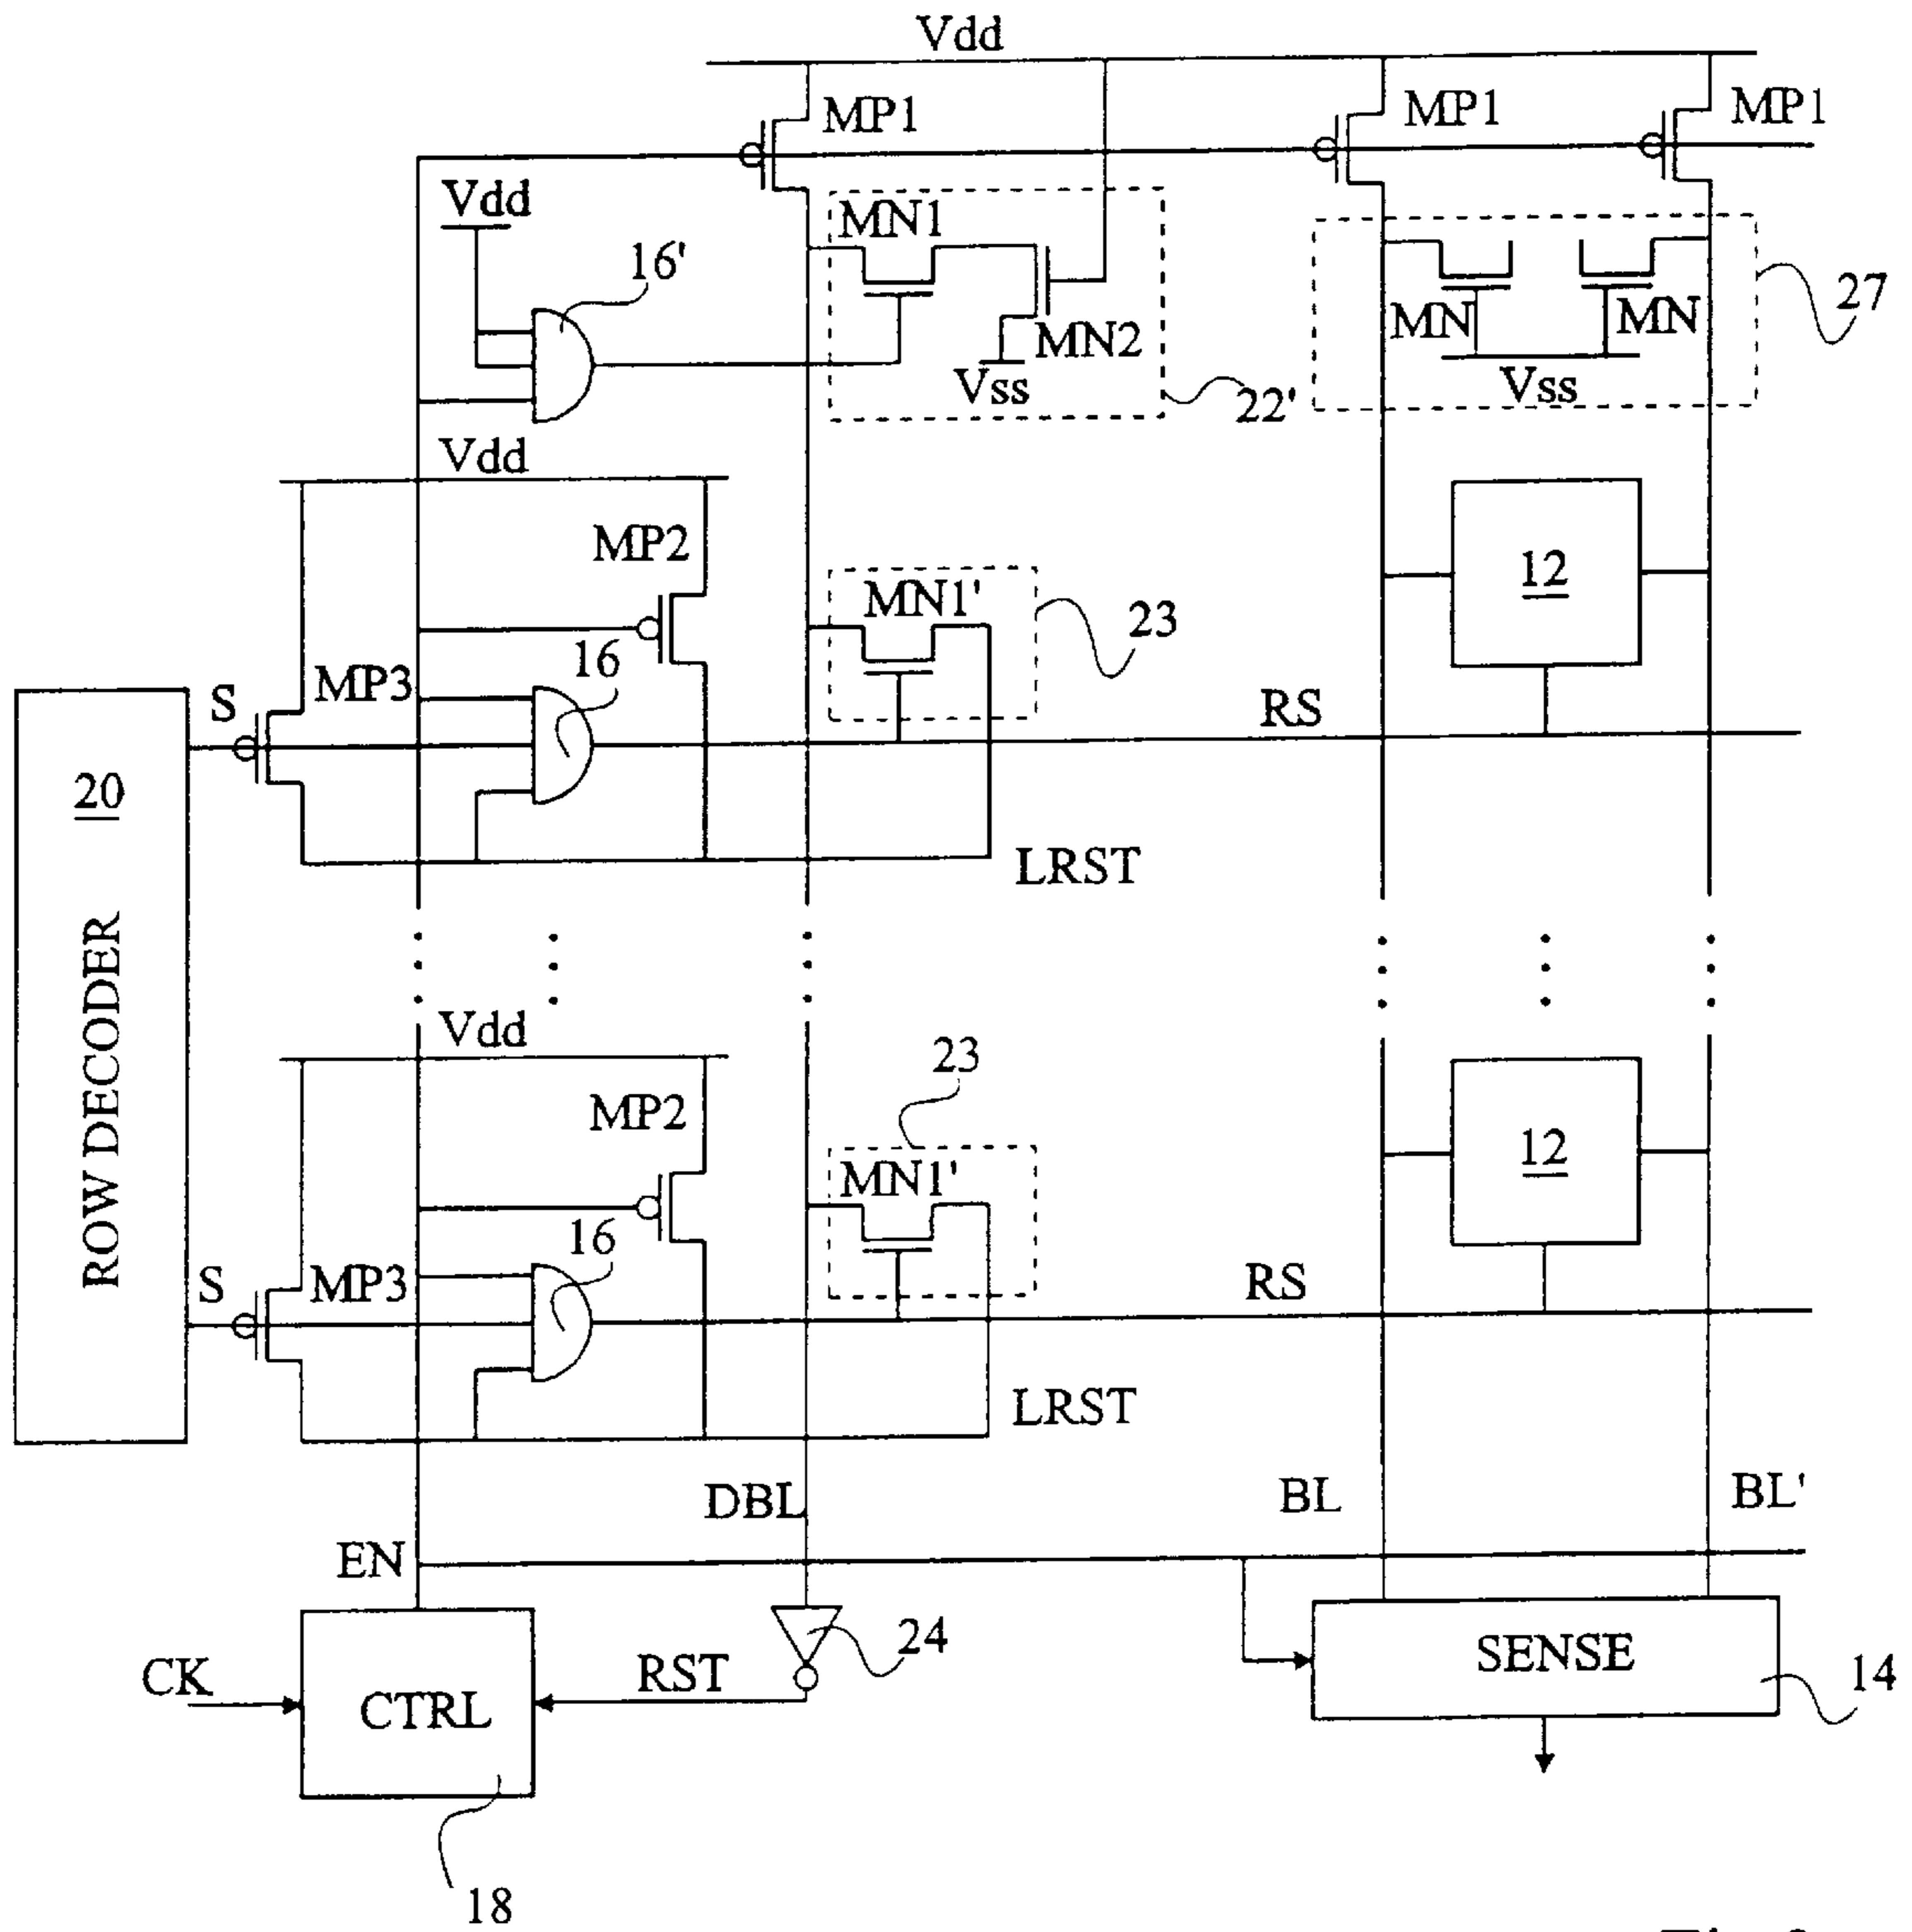 Vdd
MP1
MP1
MP1
Vdd
MN1
16'
27
MN
MN
MN2
Vss
Vss
22'
Vdd
MP2
12
MN1'
23
16
MP3
S
RS
20
ROW DECODER
LRST
Vdd
23
MP2
12
MN1'
16
MP3
S
RS
LRST
DBL
BL
BL'
EN
24
CK
RST
SENSE
14
CTRL
18